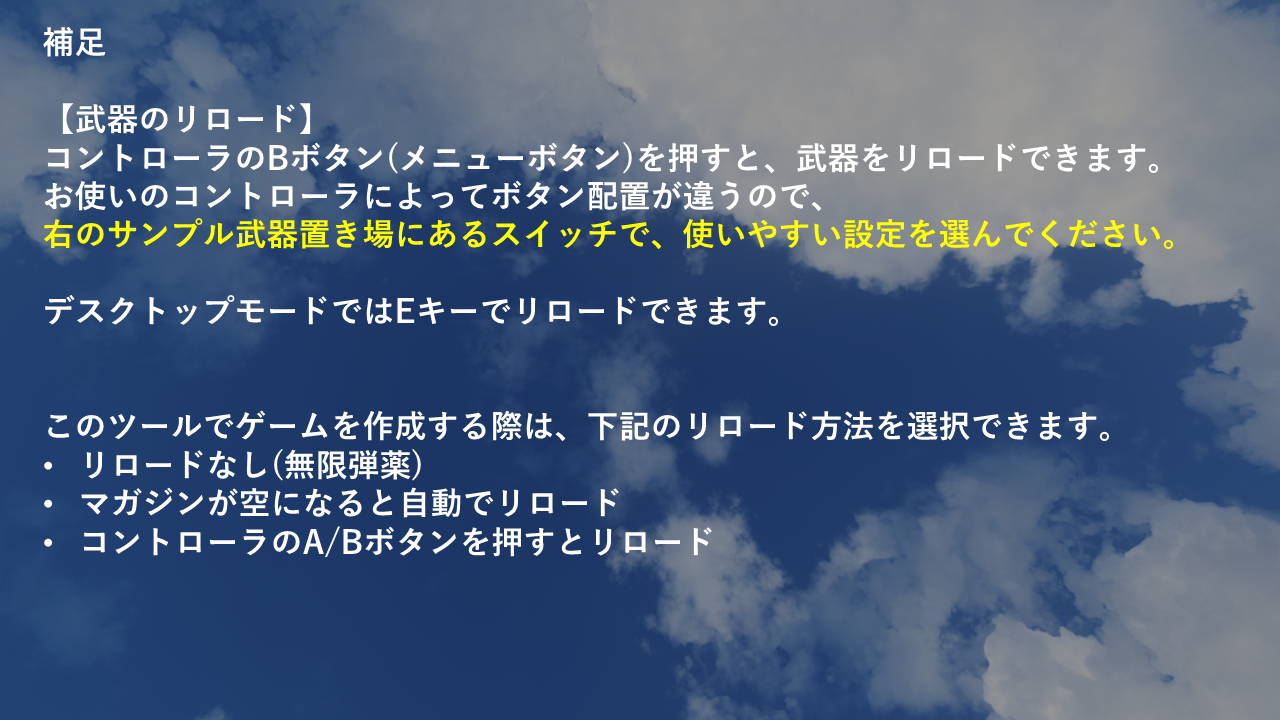 補足
【武器のリロード】
コントローラのBボタン(メニューボタン)を押すと、武器をリロードできます。
お使いのコントローラによってボタン配置が違うので、
右のサンプル武器置き場にあるスイッチで、使いやすい設定を選んでください。
デスクトップモードではEキーでリロードできます。
このツールでゲームを作成する際は、下記のリロード方法を選択できます。
• リロードなし(無限弾薬)
• マガジンが空になると自動でリロード
• コントローラのA/Bボタンを押すとリロード